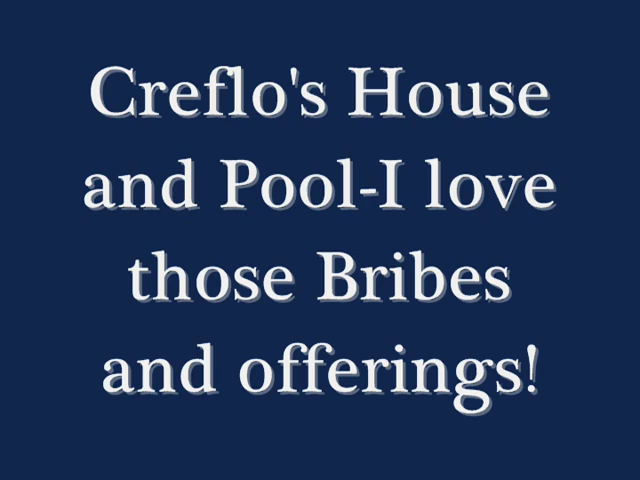 Creflo's House
and Pool-I love
those Bribes
and offerings!